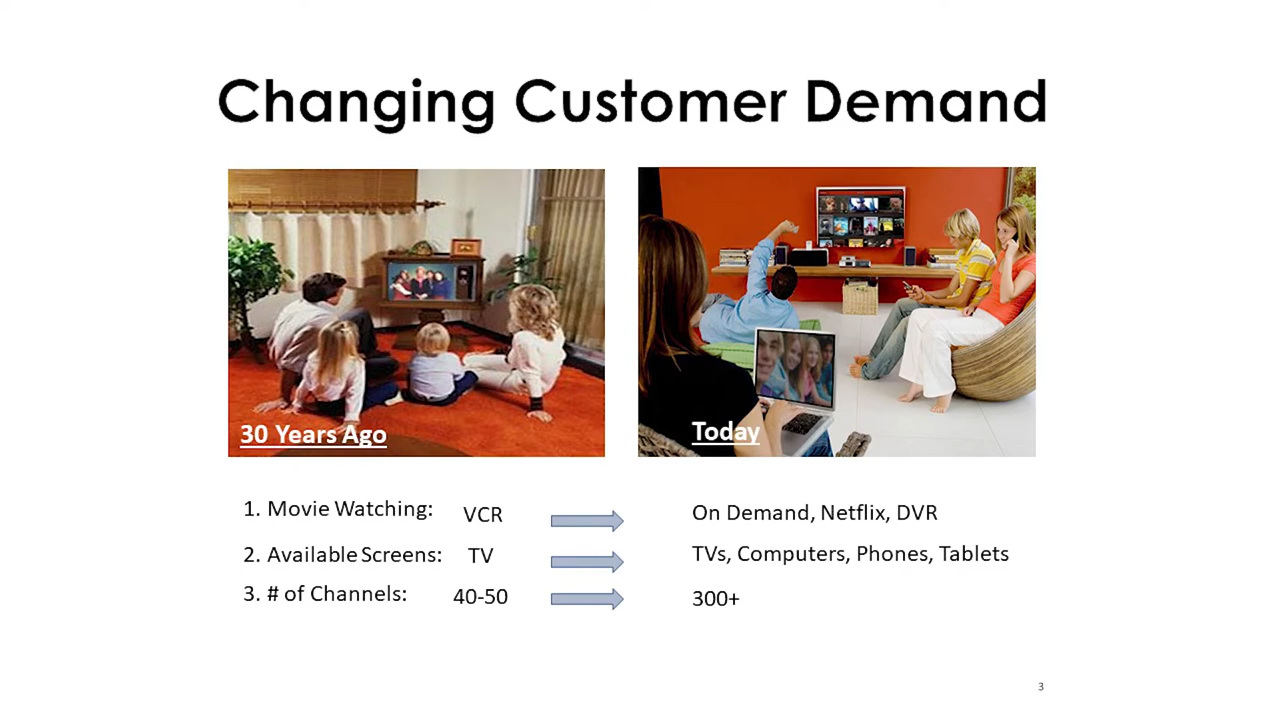 Changing Customer Demand
30 Years Ago
Today
1. Movie Watching: VCR On Demand, Netflix, DVR
2. Available Screens: TV TVs, Computers, Phones, Tablets
3. # of Channels: 40-50 300+
3